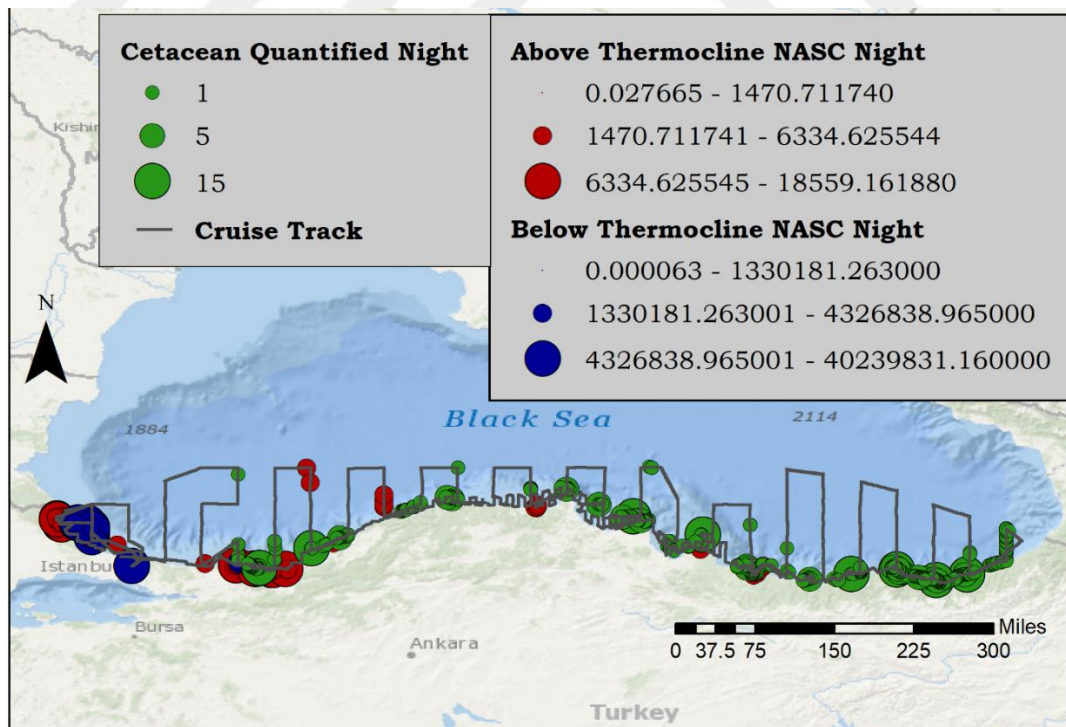 Cetacean Quantified Night
1
5
15
Cruise Track
Above Thermocline NASC Night
0.027665 - 1470.711740
1470.711741 - 6334.625544
6334.625545 - 18559.161880
Below Thermocline NASC Night
0.000063 - 1330181.263000
1330181.263001 - 4326838.965000
4326838.965001 - 40239831.160000
Kishin
M
N
Black Sea
1884
2114
Istanbu
Bursa
Ankara
Turkey
Miles
0 37.5 75 150 225 300